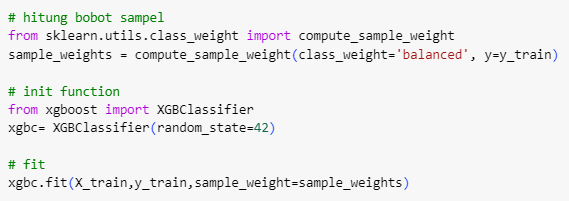 # hitung bobot sampel
from sklearn.utils.class_weight import compute_sample_weight
sample_weights = compute_sample_weight(class_weight='balanced', y=y_train)
# init function
from xgboost import XGBClassifier
xgbc= XGBClassifier(random_state=42)
# fit
xgbc.fit(X_train,y_train,sample_weight=sample_weights)